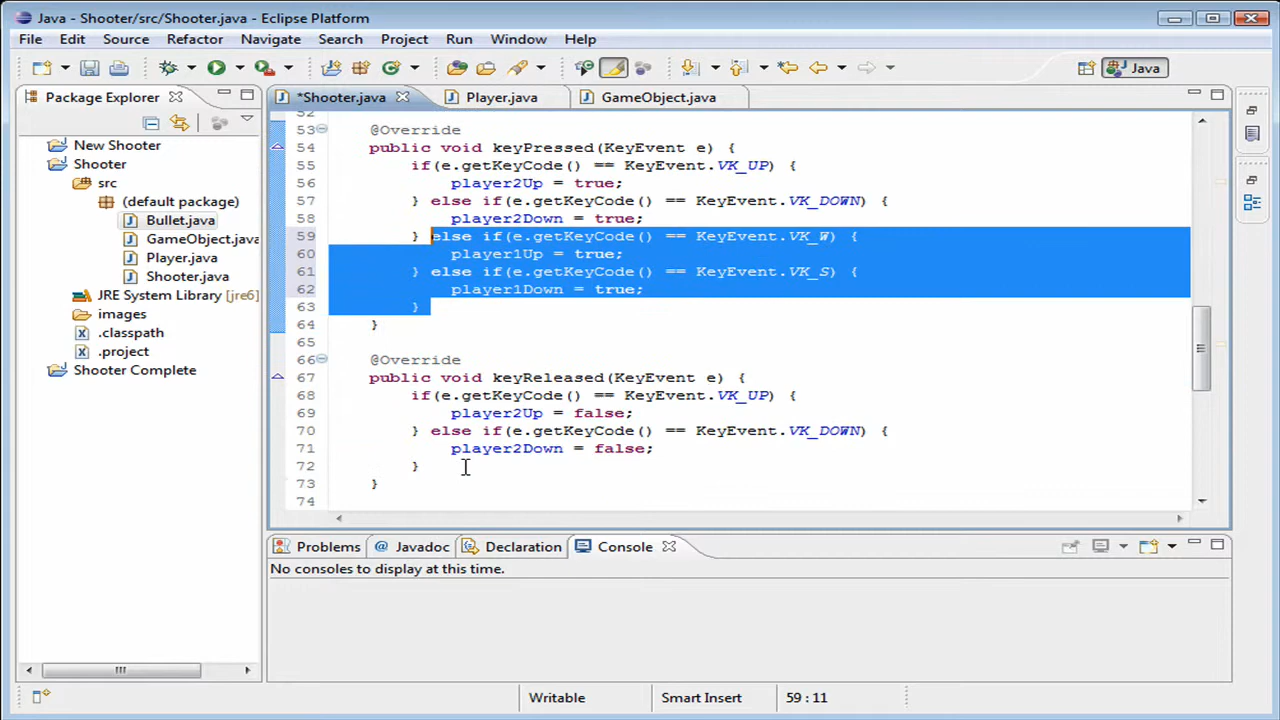 Java - Shooter/src/Shooter.java - Eclipse Platform
File Edit Source Refactor Navigate Search Project Run Window Help
Java
Package Explorer
*Shooter.java Player.java GameObject.java
New Shooter
Shooter
src
(default package)
Bullet.java
GameObject.java
Player.java
Shooter.java
JRE System Library [jre6]
images
.classpath
.project
Shooter Complete
52
53 @Override
54 public void keyPressed(KeyEvent e) {
55 if(e.getKeyCode() == KeyEvent.VK_UP) {
56 player2Up = true;
57 } else if(e.getKeyCode() == KeyEvent.VK_DOWN) {
58 player2Down = true;
59 } else if(e.getKeyCode() == KeyEvent.VK_W) {
60 player1Up = true;
61 } else if(e.getKeyCode() == KeyEvent.VK_S) {
62 player1Down = true;
63 }
64 }
65
66 @Override
67 public void keyReleased(KeyEvent e) {
68 if(e.getKeyCode() == KeyEvent.VK_UP) {
69 player2Up = false;
70 } else if(e.getKeyCode() == KeyEvent.VK_DOWN) {
71 player2Down = false;
72 }
73 }
74
Problems @ Javadoc Declaration Console
No consoles to display at this time.
Writable Smart Insert 59 : 11